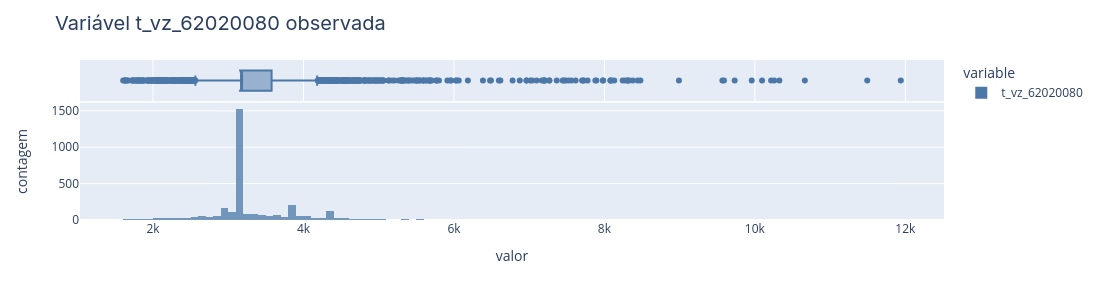 Variável t_vz_62020080 observada
variable
t_vz_62020080
1500
1000
500
0
contagem
2k
4k
6k
8k
10k
12k
valor